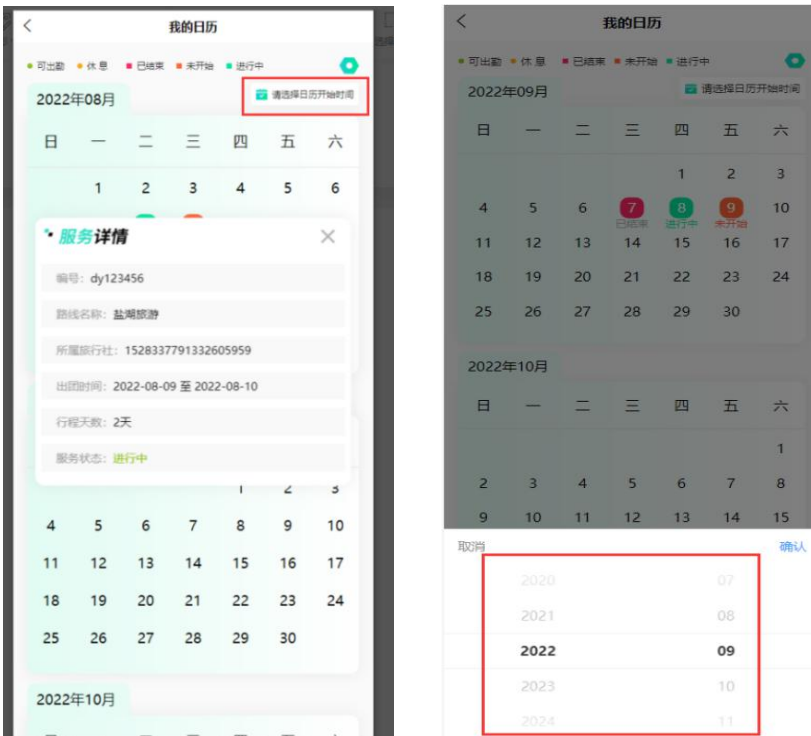 我的日历
可出勤 休息 已结束 未开始 进行中
2022年08月 请选择日历开始时间
日 一 二 三 四 五 六
1 2 3 4 5 6
服务详情
编号: dy123456
路线名称: 盐湖旅游
所属旅行社: 1528337791332605959
出团时间: 2022-08-09 至 2022-08-10
行程天数: 2天
服务状态: 进行中
1 2 3
4 5 6 7 8 9 10
11 12 13 14 15 16 17
18 19 20 21 22 23 24
25 26 27 28 29 30
2022年10月
我的日历
可出勤 休息 已结束 未开始 进行中
2022年09月 请选择日历开始时间
日 一 二 三 四 五 六
1 2 3
4 5 6 7 8 9 10
已结束 进行中 未开始
11 12 13 14 15 16 17
18 19 20 21 22 23 24
25 26 27 28 29 30
2022年10月
日 一 二 三 四 五 六
1
2 3 4 5 6 7 8
9 10 11 12 13 14 15
取消 确认
2020 07
2021 08
2022 09
2023 10
2024 11